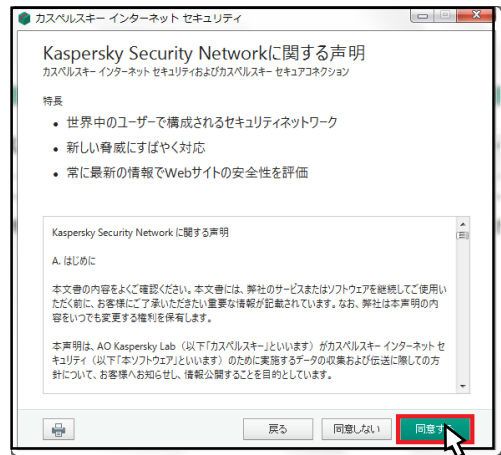 カスペルスキー インターネット セキュリティ
Kaspersky Security Networkに関する声明
カスペルスキー インターネット セキュリティおよびカスペルスキー セキュアコネクション
特長
• 世界中のユーザーで構成されるセキュリティネットワーク
• 新しい脅威にすばやく対応
• 常に最新の情報でWebサイトの安全性を評価
Kaspersky Security Network に関する声明
A. はじめに
本文書の内容をよくご確認ください。本文書には、弊社のサービスまたはソフトウェアを継続してご使用い
ただく前に、お客様にご了承いただきたい重要な情報が記載されています。なお、弊社は本声明の内
容をいつでも変更する権利を保有します。
本声明は、AO Kaspersky Lab（以下「カスペルスキー」といいます）がカスペルスキー インターネット セ
キュリティ（以下「本ソフトウェア」といいます）のために実施するデータの収集および伝送に際しての方
針について、お客様へお知らせし、情報公開することを目的としています。
戻る
同意しない
同意す